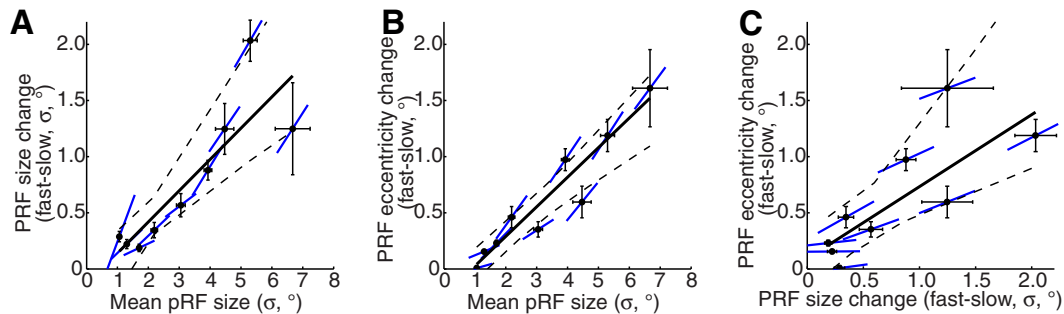 A
PRF size change
(fast-slow, σ, °)
2.0
1.5
1.0
0.5
0
0 1 2 3 4 5 6 7 8
Mean pRF size (σ, °)
B
PRF eccentricity change
(fast-slow, °)
2.0
1.5
1.0
0.5
0
0 1 2 3 4 5 6 7 8
Mean pRF size (σ, °)
C
PRF eccentricity change
(fast-slow, °)
2.0
1.5
1.0
0.5
0
0 0.5 1.0 1.5 2.0
PRF size change (fast-slow, σ, °)